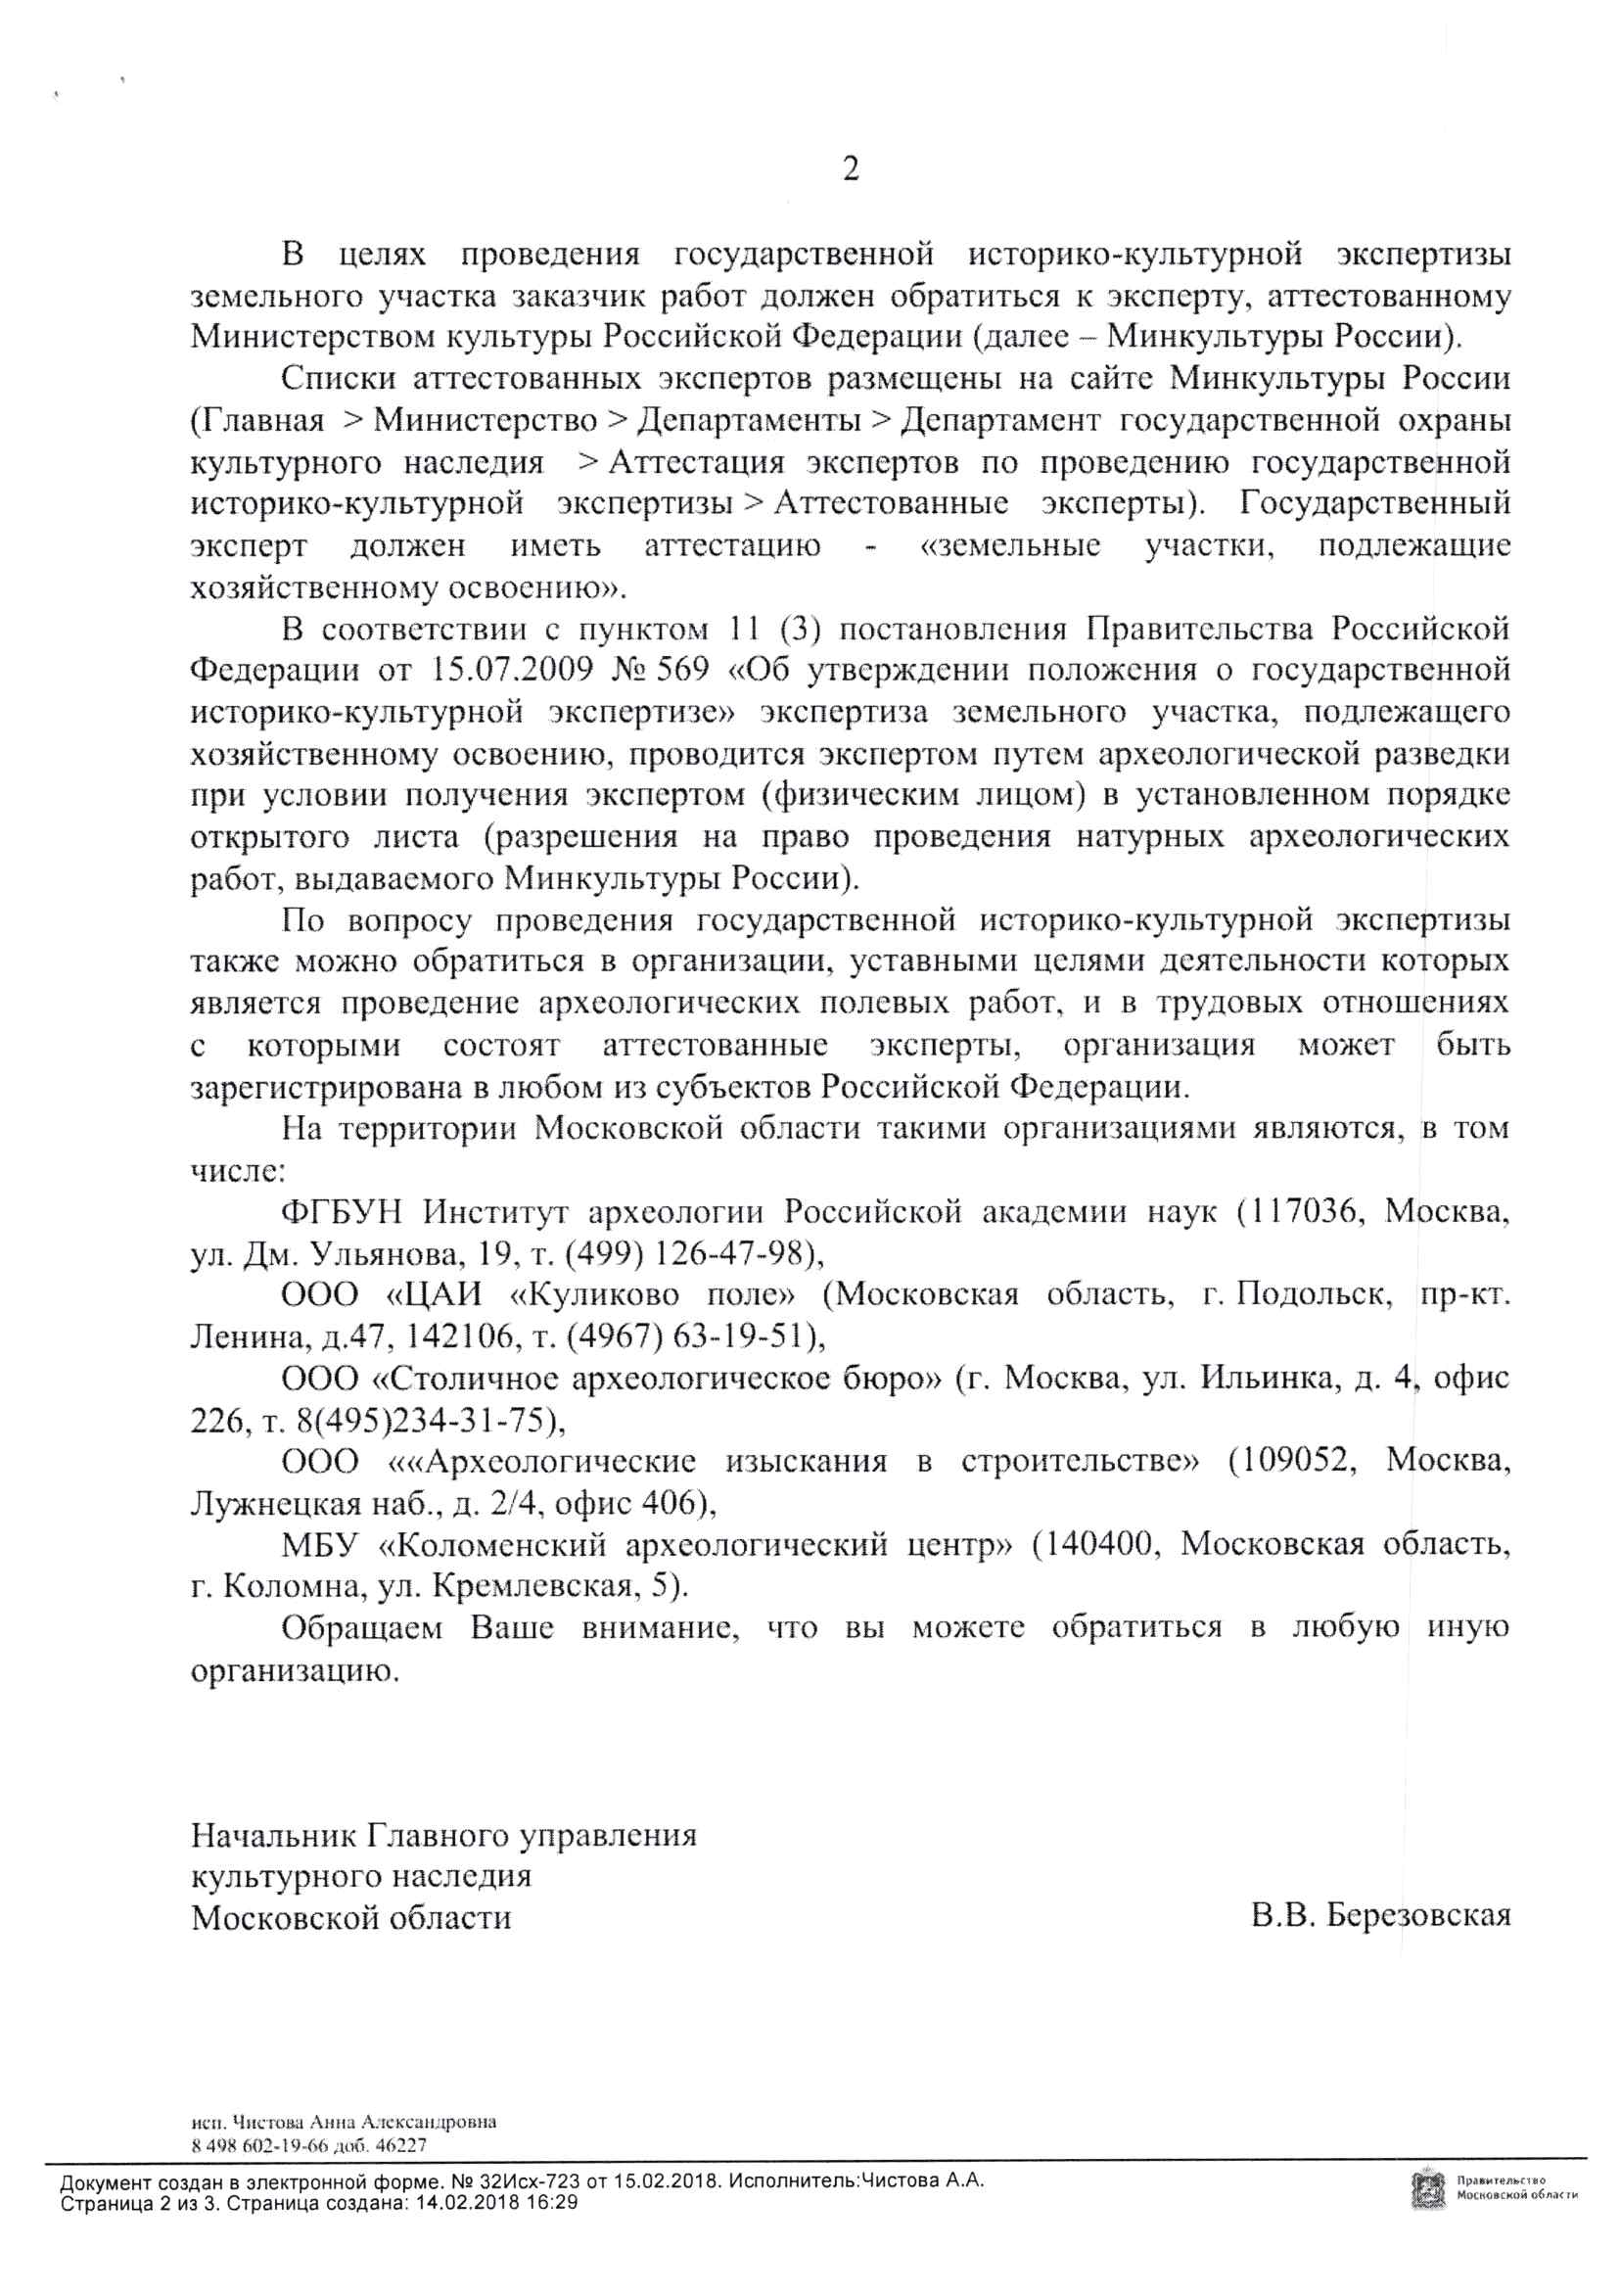 2
В целях проведения государственной историко-культурной экспертизы
земельного участка заказчик работ должен обратиться к эксперту, аттестованному
Министерством культуры Российской Федерации (далее – Минкультуры России).
Списки аттестованных экспертов размещены на сайте Минкультуры России
(Главная > Министерство > Департаменты > Департамент государственной охраны
культурного наследия > Аттестация экспертов по проведению государственной
историко-культурной экспертизы > Аттестованные эксперты). Государственный
эксперт должен иметь аттестацию - «земельные участки, подлежащие
хозяйственному освоению».
В соответствии с пунктом 11 (3) постановления Правительства Российской
Федерации от 15.07.2009 № 569 «Об утверждении положения о государственной
историко-культурной экспертизе» экспертиза земельного участка, подлежащего
хозяйственному освоению, проводится экспертом путем археологической разведки
при условии получения экспертом (физическим лицом) в установленном порядке
открытого листа (разрешения на право проведения натурных археологических
работ, выдаваемого Минкультуры России).
По вопросу проведения государственной историко-культурной экспертизы
также можно обратиться в организации, уставными целями деятельности которых
является проведение археологических полевых работ, и в трудовых отношениях
с которыми состоят аттестованные эксперты, организация может быть
зарегистрирована в любом из субъектов Российской Федерации.
На территории Московской области такими организациями являются, в том
числе:
ФГБУН Институт археологии Российской академии наук (117036, Москва,
ул. Дм. Ульянова, 19, т. (499) 126-47-98),
ООО «ЦАИ «Куликово поле» (Московская область, г. Подольск, пр-кт.
Ленина, д.47, 142106, т. (4967) 63-19-51),
ООО «Столичное археологическое бюро» (г. Москва, ул. Ильинка, д. 4, офис
226, т. 8(495)234-31-75),
ООО ««Археологические изыскания в строительстве» (109052, Москва,
Лужнецкая наб., д. 2/4, офис 406),
МБУ «Коломенский археологический центр» (140400, Московская область,
г. Коломна, ул. Кремлевская, 5).
Обращаем Ваше внимание, что вы можете обратиться в любую иную
организацию.
Начальник Главного управления
культурного наследия
Московской области
В.В. Березовская
исп. Чистова Анна Александровна
8 498 602-19-66 доб. 46227
Документ создан в электронной форме. № 32Исх-723 от 15.02.2018. Исполнитель:Чистова А.А.
Страница 2 из 3. Страница создана: 14.02.2018 16:29
Правительство
Московской области